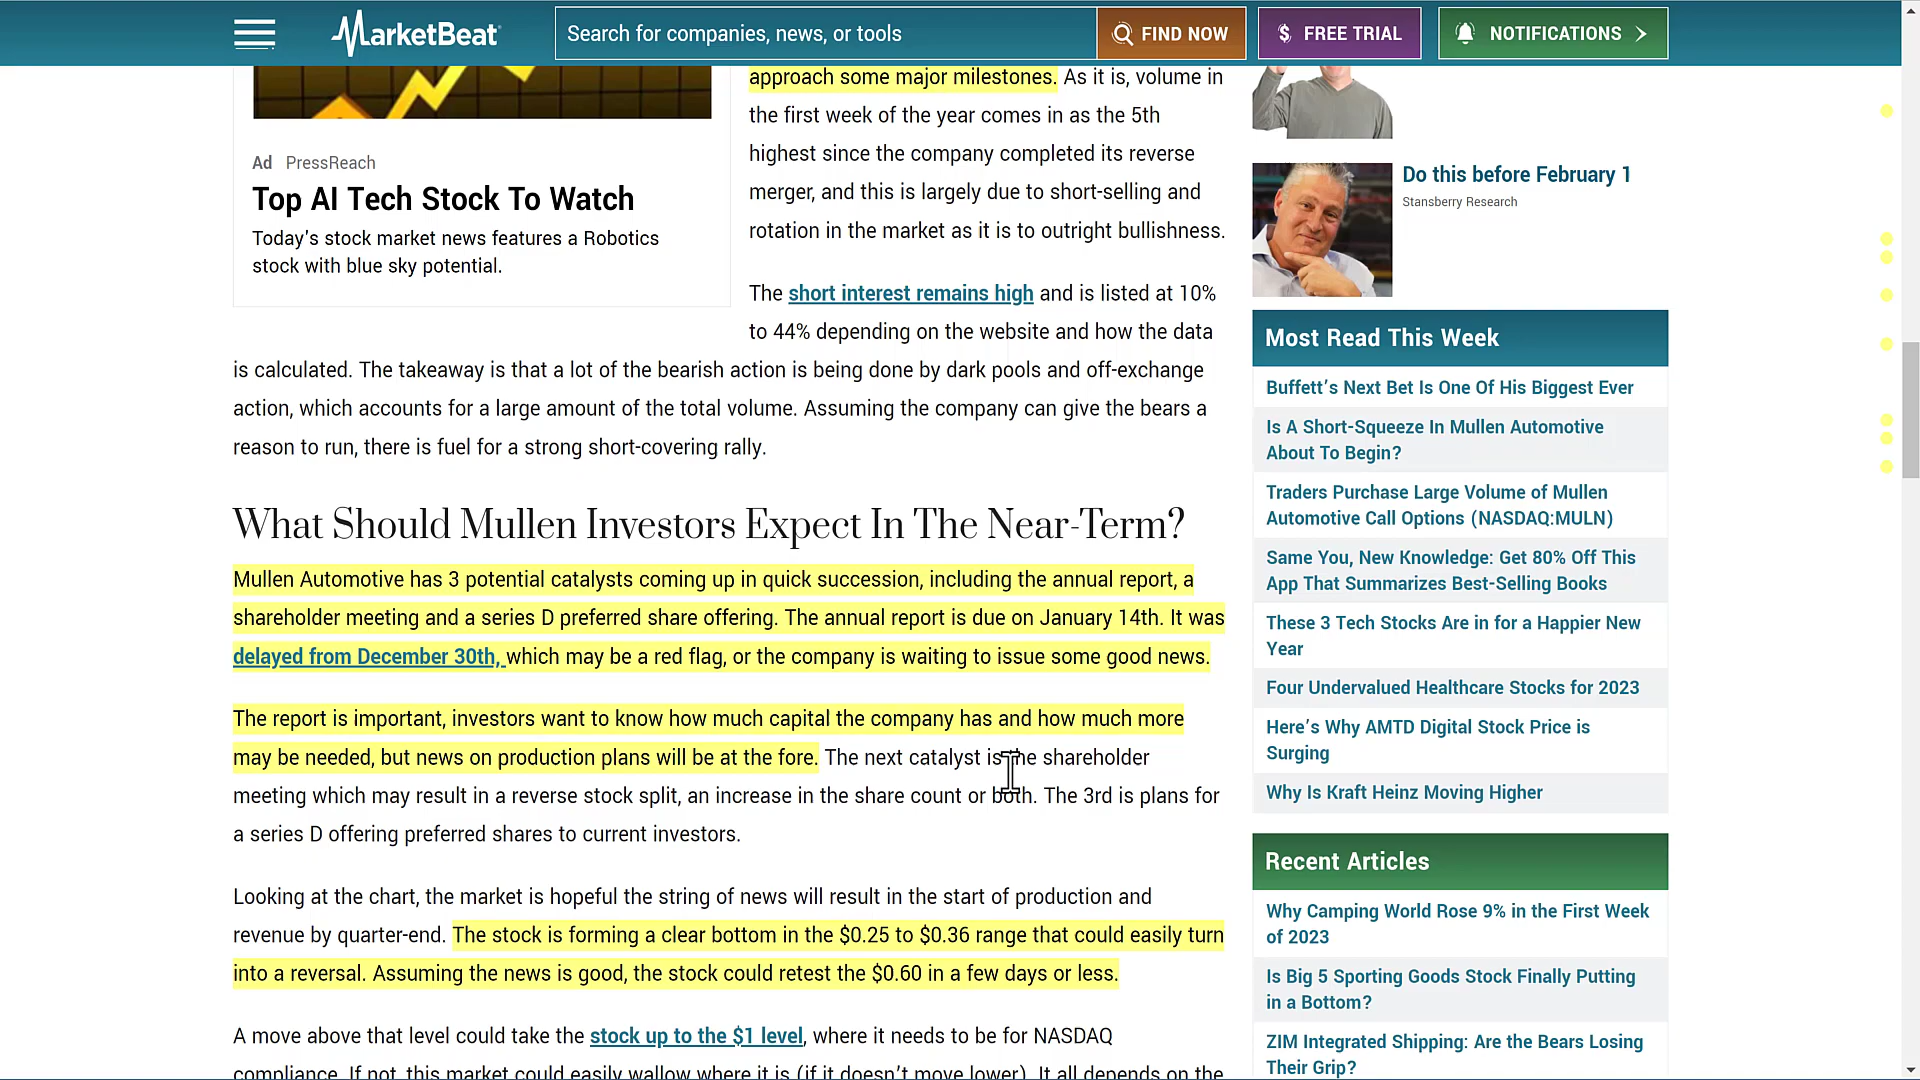 MarketBeat
Search for companies, news, or tools
FIND NOW
$ FREE TRIAL
NOTIFICATIONS
Ad PressReach
Top AI Tech Stock To Watch
Today's stock market news features a Robotics
stock with blue sky potential.
approach some major milestones. As it is, volume in
the first week of the year comes in as the 5th
highest since the company completed its reverse
merger, and this is largely due to short-selling and
rotation in the market as it is to outright bullishness.
The short interest remains high and is listed at 10%
to 44% depending on the website and how the data
is calculated. The takeaway is that a lot of the bearish action is being done by dark pools and off-exchange
action, which accounts for a large amount of the total volume. Assuming the company can give the bears a
reason to run, there is fuel for a strong short-covering rally.
What Should Mullen Investors Expect In The Near-Term?
Mullen Automotive has 3 potential catalysts coming up in quick succession, including the annual report, a
shareholder meeting and a series D preferred share offering. The annual report is due on January 14th. It was
delayed from December 30th, which may be a red flag, or the company is waiting to issue some good news.
The report is important, investors want to know how much capital the company has and how much more
may be needed, but news on production plans will be at the fore. The next catalyst is the shareholder
meeting which may result in a reverse stock split, an increase in the share count or both. The 3rd is plans for
a series D offering preferred shares to current investors.
Looking at the chart, the market is hopeful the string of news will result in the start of production and
revenue by quarter-end. The stock is forming a clear bottom in the $0.25 to $0.36 range that could easily turn
into a reversal. Assuming the news is good, the stock could retest the $0.60 in a few days or less.
A move above that level could take the stock up to the $1 level, where it needs to be for NASDAQ
compliance. If not, this market could easily wallow where it is (if it doesn't move lower). It all depends on the
Do this before February 1
Stansberry Research
Most Read This Week
Buffett's Next Bet Is One Of His Biggest Ever
Is A Short-Squeeze In Mullen Automotive
About To Begin?
Traders Purchase Large Volume of Mullen
Automotive Call Options (NASDAQ:MULN)
Same You, New Knowledge: Get 80% Off This
App That Summarizes Best-Selling Books
These 3 Tech Stocks Are in for a Happier New
Year
Four Undervalued Healthcare Stocks for 2023
Here's Why AMTD Digital Stock Price is
Surging
Why Is Kraft Heinz Moving Higher
Recent Articles
Why Camping World Rose 9% in the First Week
of 2023
Is Big 5 Sporting Goods Stock Finally Putting
in a Bottom?
ZIM Integrated Shipping: Are the Bears Losing
Their Grip?